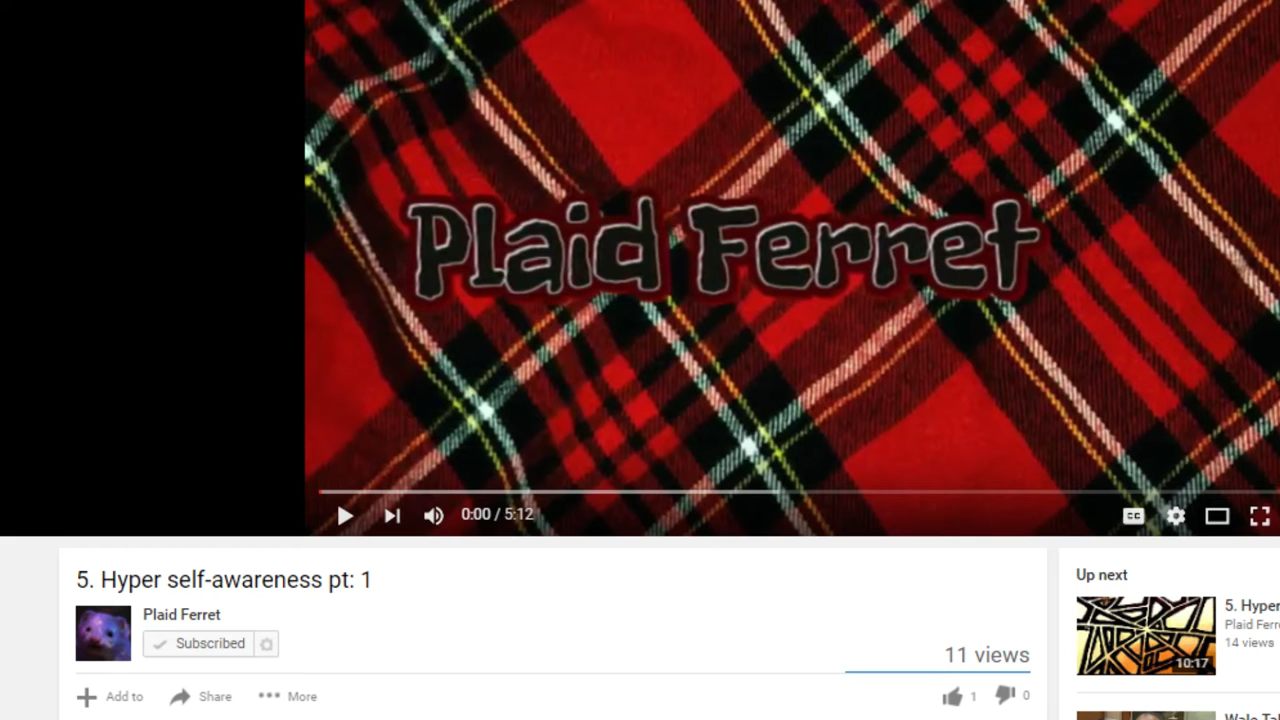 Plaid Ferret
0:00 / 5:12
5. Hyper self-awareness pt: 1
Plaid Ferret
Subscribed
11 views
Add to
Share
More
1
0
Up next
5. Hyper
Plaid Ferr
14 views
10:17